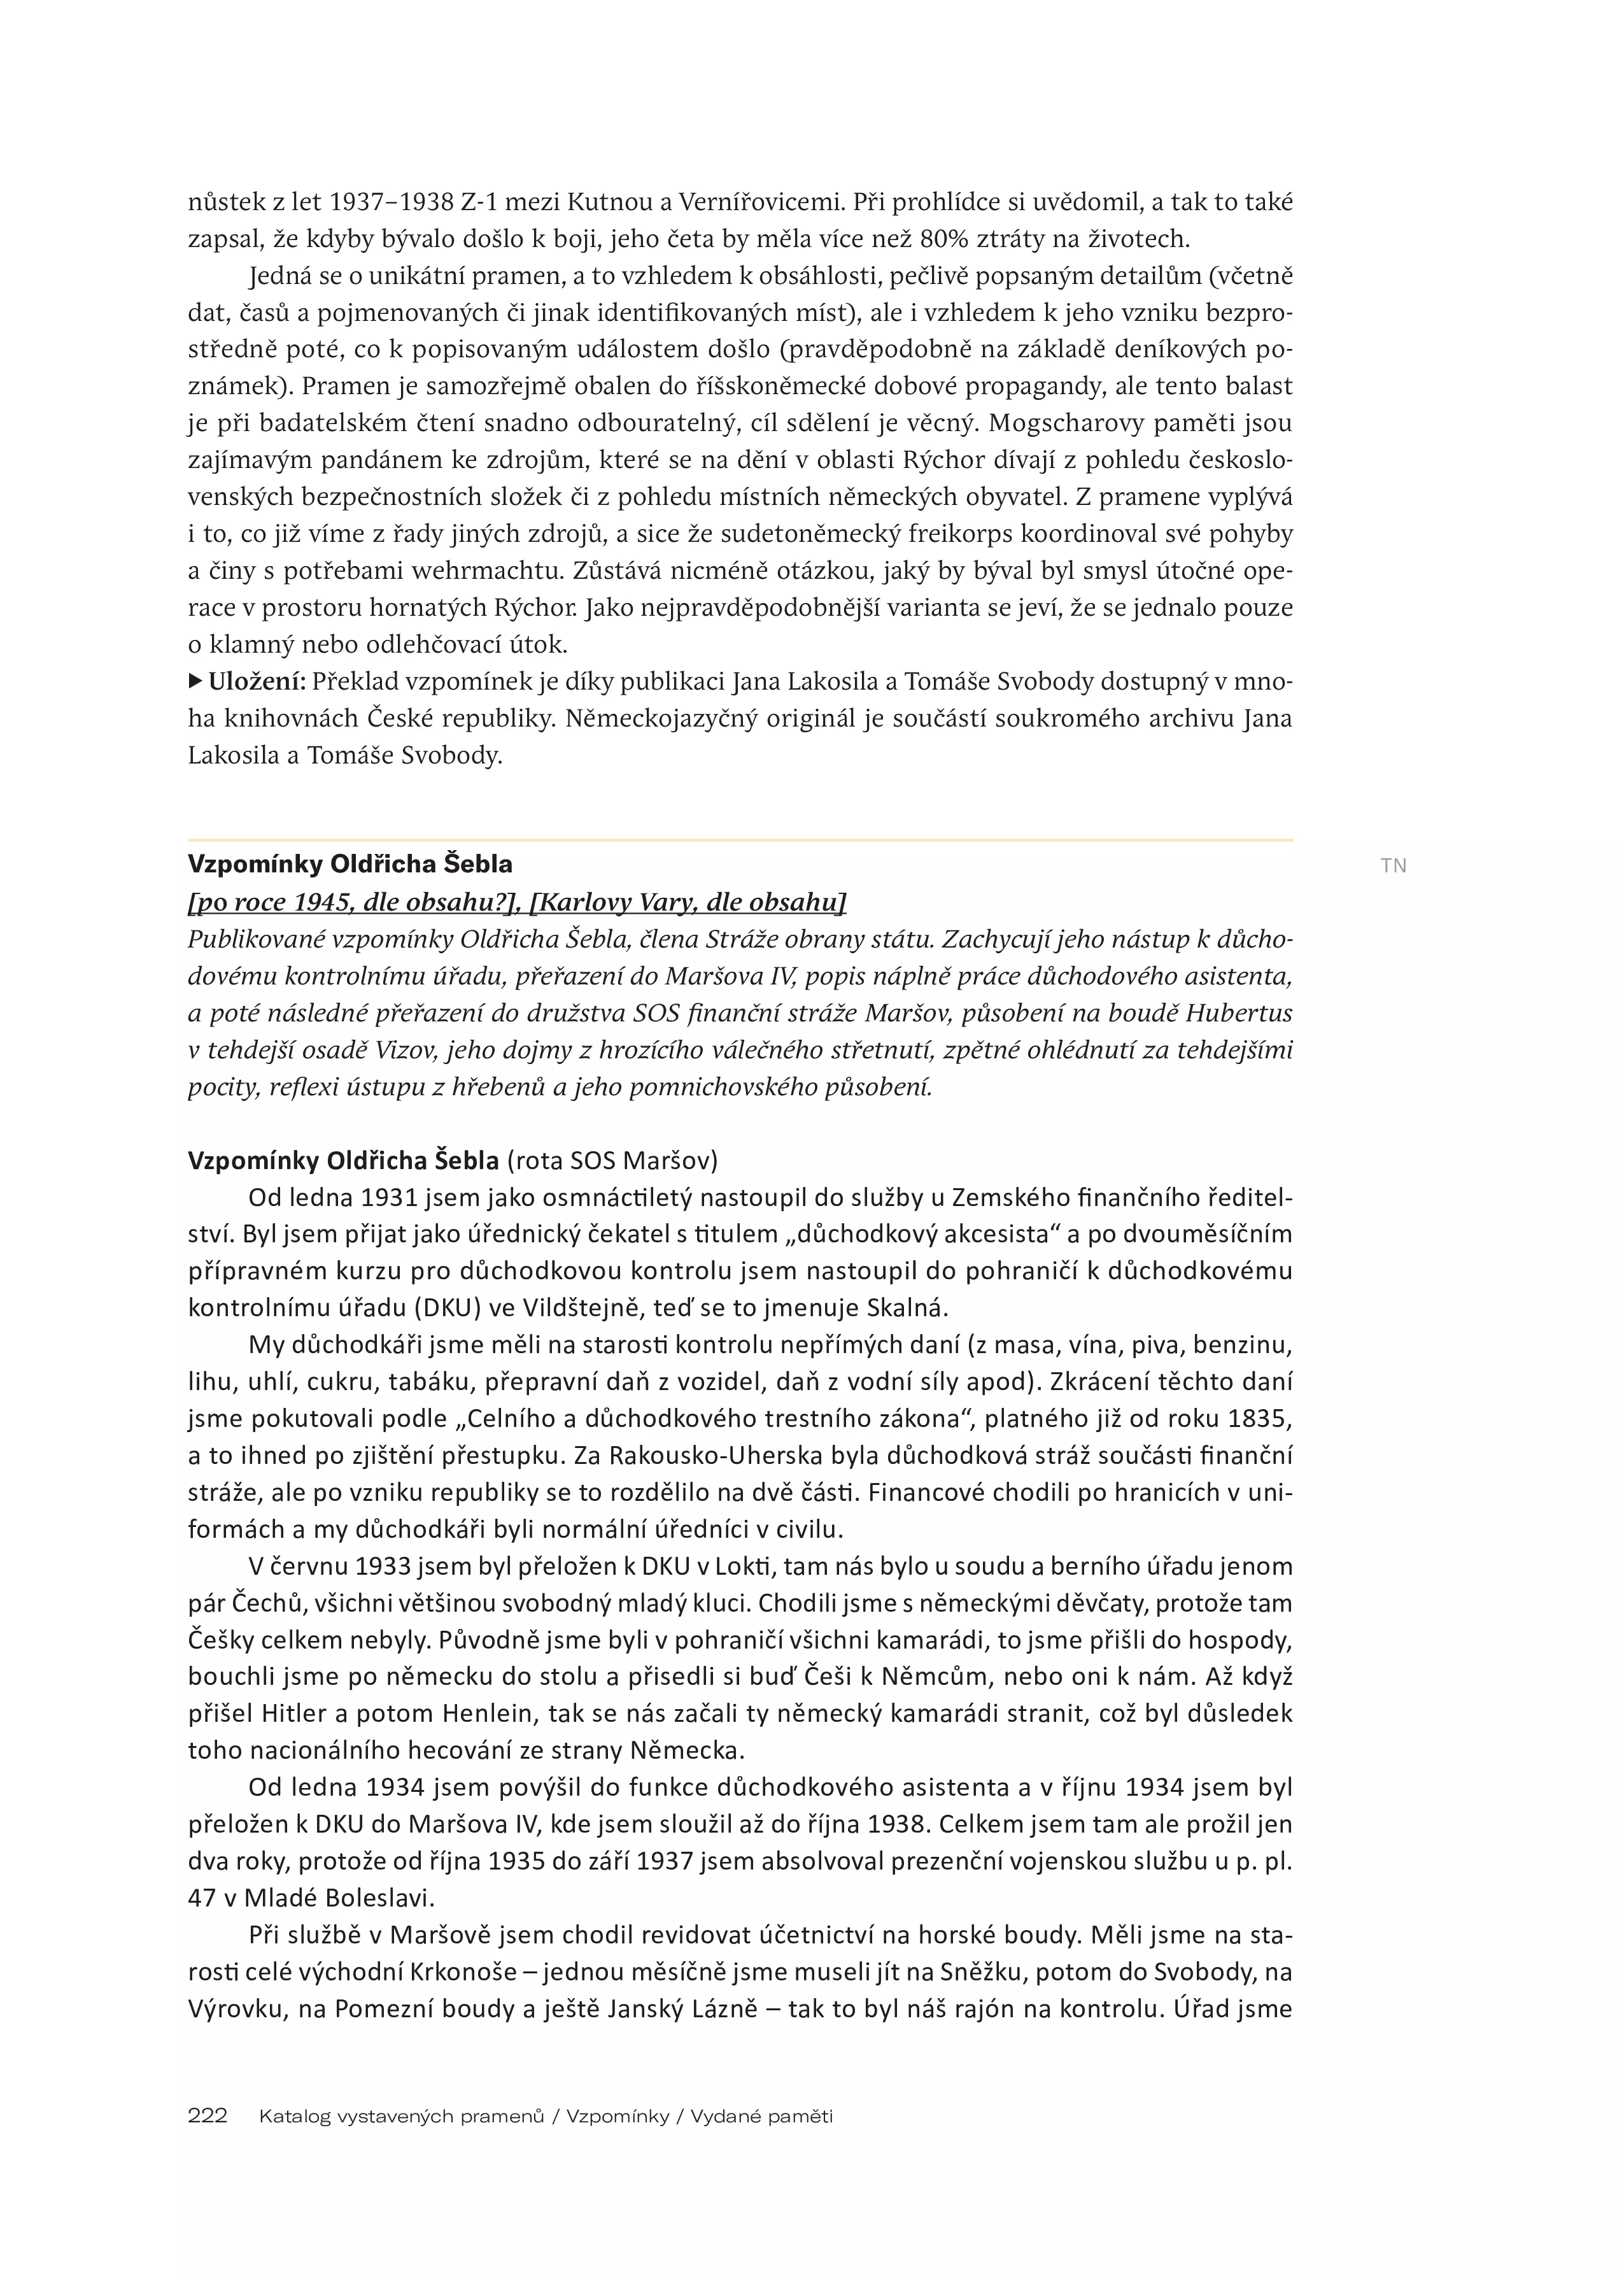 nůstek z let 1937–1938 Z-1 mezi Kutnou a Vernířovicemi. Při prohlídce si uvědomil, a tak to také
zapsal, že kdyby bývalo došlo k boji, jeho četa by měla více než 80% ztráty na životech.
Jedná se o unikátní pramen, a to vzhledem k obsáhlosti, pečlivě popsaným detailům (včetně
dat, časů a pojmenovaných či jinak identifikovaných míst), ale i vzhledem k jeho vzniku bezpro-
středně poté, co k popisovaným událostem došlo (pravděpodobně na základě deníkových po-
známek). Pramen je samozřejmě obalen do říšskoněmecké dobové propagandy, ale tento balast
je při badatelském čtení snadno odbouratelný, cíl sdělení je věcný. Mogscharovy paměti jsou
zajímavým pandánem ke zdrojům, které se na dění v oblasti Rýchor dívají z pohledu českoslo-
venských bezpečnostních složek či z pohledu místních německých obyvatel. Z pramene vyplývá
i to, co již víme z řady jiných zdrojů, a sice že sudetoněmecký freikorps koordinoval své pohyby
a činy s potřebami wehrmachtu. Zůstává nicméně otázkou, jaký by býval byl smysl útočné ope-
race v prostoru hornatých Rýchor. Jako nejpravděpodobnější varianta se jeví, že se jednalo pouze
o klamný nebo odlehčovací útok.
▶ Uložení: Překlad vzpomínek je díky publikaci Jana Lakosila a Tomáše Svobody dostupný v mno-
ha knihovnách České republiky. Německojazyčný originál je součástí soukromého archivu Jana
Lakosila a Tomáše Svobody.
Vzpomínky Oldřicha Šebla
TN
[po roce 1945, dle obsahu?], [Karlovy Vary, dle obsahu]
Publikované vzpomínky Oldřicha Šebla, člena Stráže obrany státu. Zachycují jeho nástup k důcho-
dovému kontrolnímu úřadu, přeřazení do Maršova IV, popis náplně práce důchodového asistenta,
a poté následné přeřazení do družstva SOS finanční stráže Maršov, působení na boudě Hubertus
v tehdejší osadě Vizov, jeho dojmy z hrozícího válečného střetnutí, zpětné ohlédnutí za tehdejšími
pocity, reflexi ústupu z hřebenů a jeho pomnichovského působení.
Vzpomínky Oldřicha Šebla (rota SOS Maršov)
Od ledna 1931 jsem jako osmnáctiletý nastoupil do služby u Zemského finančního ředitel-
ství. Byl jsem přijat jako úřednický čekatel s titulem „důchodkový akcesista“ a po dvouměsíčním
přípravném kurzu pro důchodkovou kontrolu jsem nastoupil do pohraničí k důchodkovému
kontrolnímu úřadu (DKU) ve Vildštejně, teď se to jmenuje Skalná.
My důchodkáři jsme měli na starosti kontrolu nepřímých daní (z masa, vína, piva, benzinu,
lihu, uhlí, cukru, tabáku, přepravní daň z vozidel, daň z vodní síly apod). Zkrácení těchto daní
jsme pokutovali podle „Celního a důchodkového trestního zákona“, platného již od roku 1835,
a to ihned po zjištění přestupku. Za Rakousko-Uherska byla důchodková stráž součásti finanční
stráže, ale po vzniku republiky se to rozdělilo na dvě části. Financové chodili po hranicích v uni-
formách a my důchodkáři byli normální úředníci v civilu.
V červnu 1933 jsem byl přeložen k DKU v Lokti, tam nás bylo u soudu a berního úřadu jenom
pár Čechů, všichni většinou svobodný mladý kluci. Chodili jsme s německými děvčaty, protože tam
Češky celkem nebyly. Původně jsme byli v pohraničí všichni kamarádi, to jsme přišli do hospody,
bouchli jsme po německu do stolu a přisedli si buď Češi k Němcům, nebo oni k nám. Až když
přišel Hitler a potom Henlein, tak se nás začali ty německý kamarádi stranit, což byl důsledek
toho nacionálního hecování ze strany Německa.
Od ledna 1934 jsem povýšil do funkce důchodkového asistenta a v říjnu 1934 jsem byl
přeložen k DKU do Maršova IV, kde jsem sloužil až do října 1938. Celkem jsem tam ale prožil jen
dva roky, protože od října 1935 do září 1937 jsem absolvoval prezenční vojenskou službu u p. pl.
47 v Mladé Boleslavi.
Při službě v Maršově jsem chodil revidovat účetnictví na horské boudy. Měli jsme na sta-
rosti celé východní Krkonoše – jednou měsíčně jsme museli jít na Sněžku, potom do Svobody, na
Výrovku, na Pomezní boudy a ještě Janský Lázně – tak to byl náš rajón na kontrolu. Úřad jsme
222 Katalog vystavených pramenů / Vzpomínky / Vydané paměti